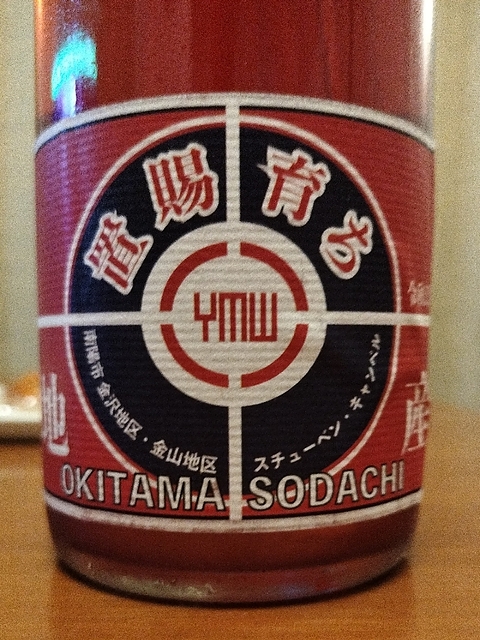 置賜育ち
YMW
南陽市 金沢地区・金山地区
スチューベン・キャンベル
地
産
OKITAMA SODACHI